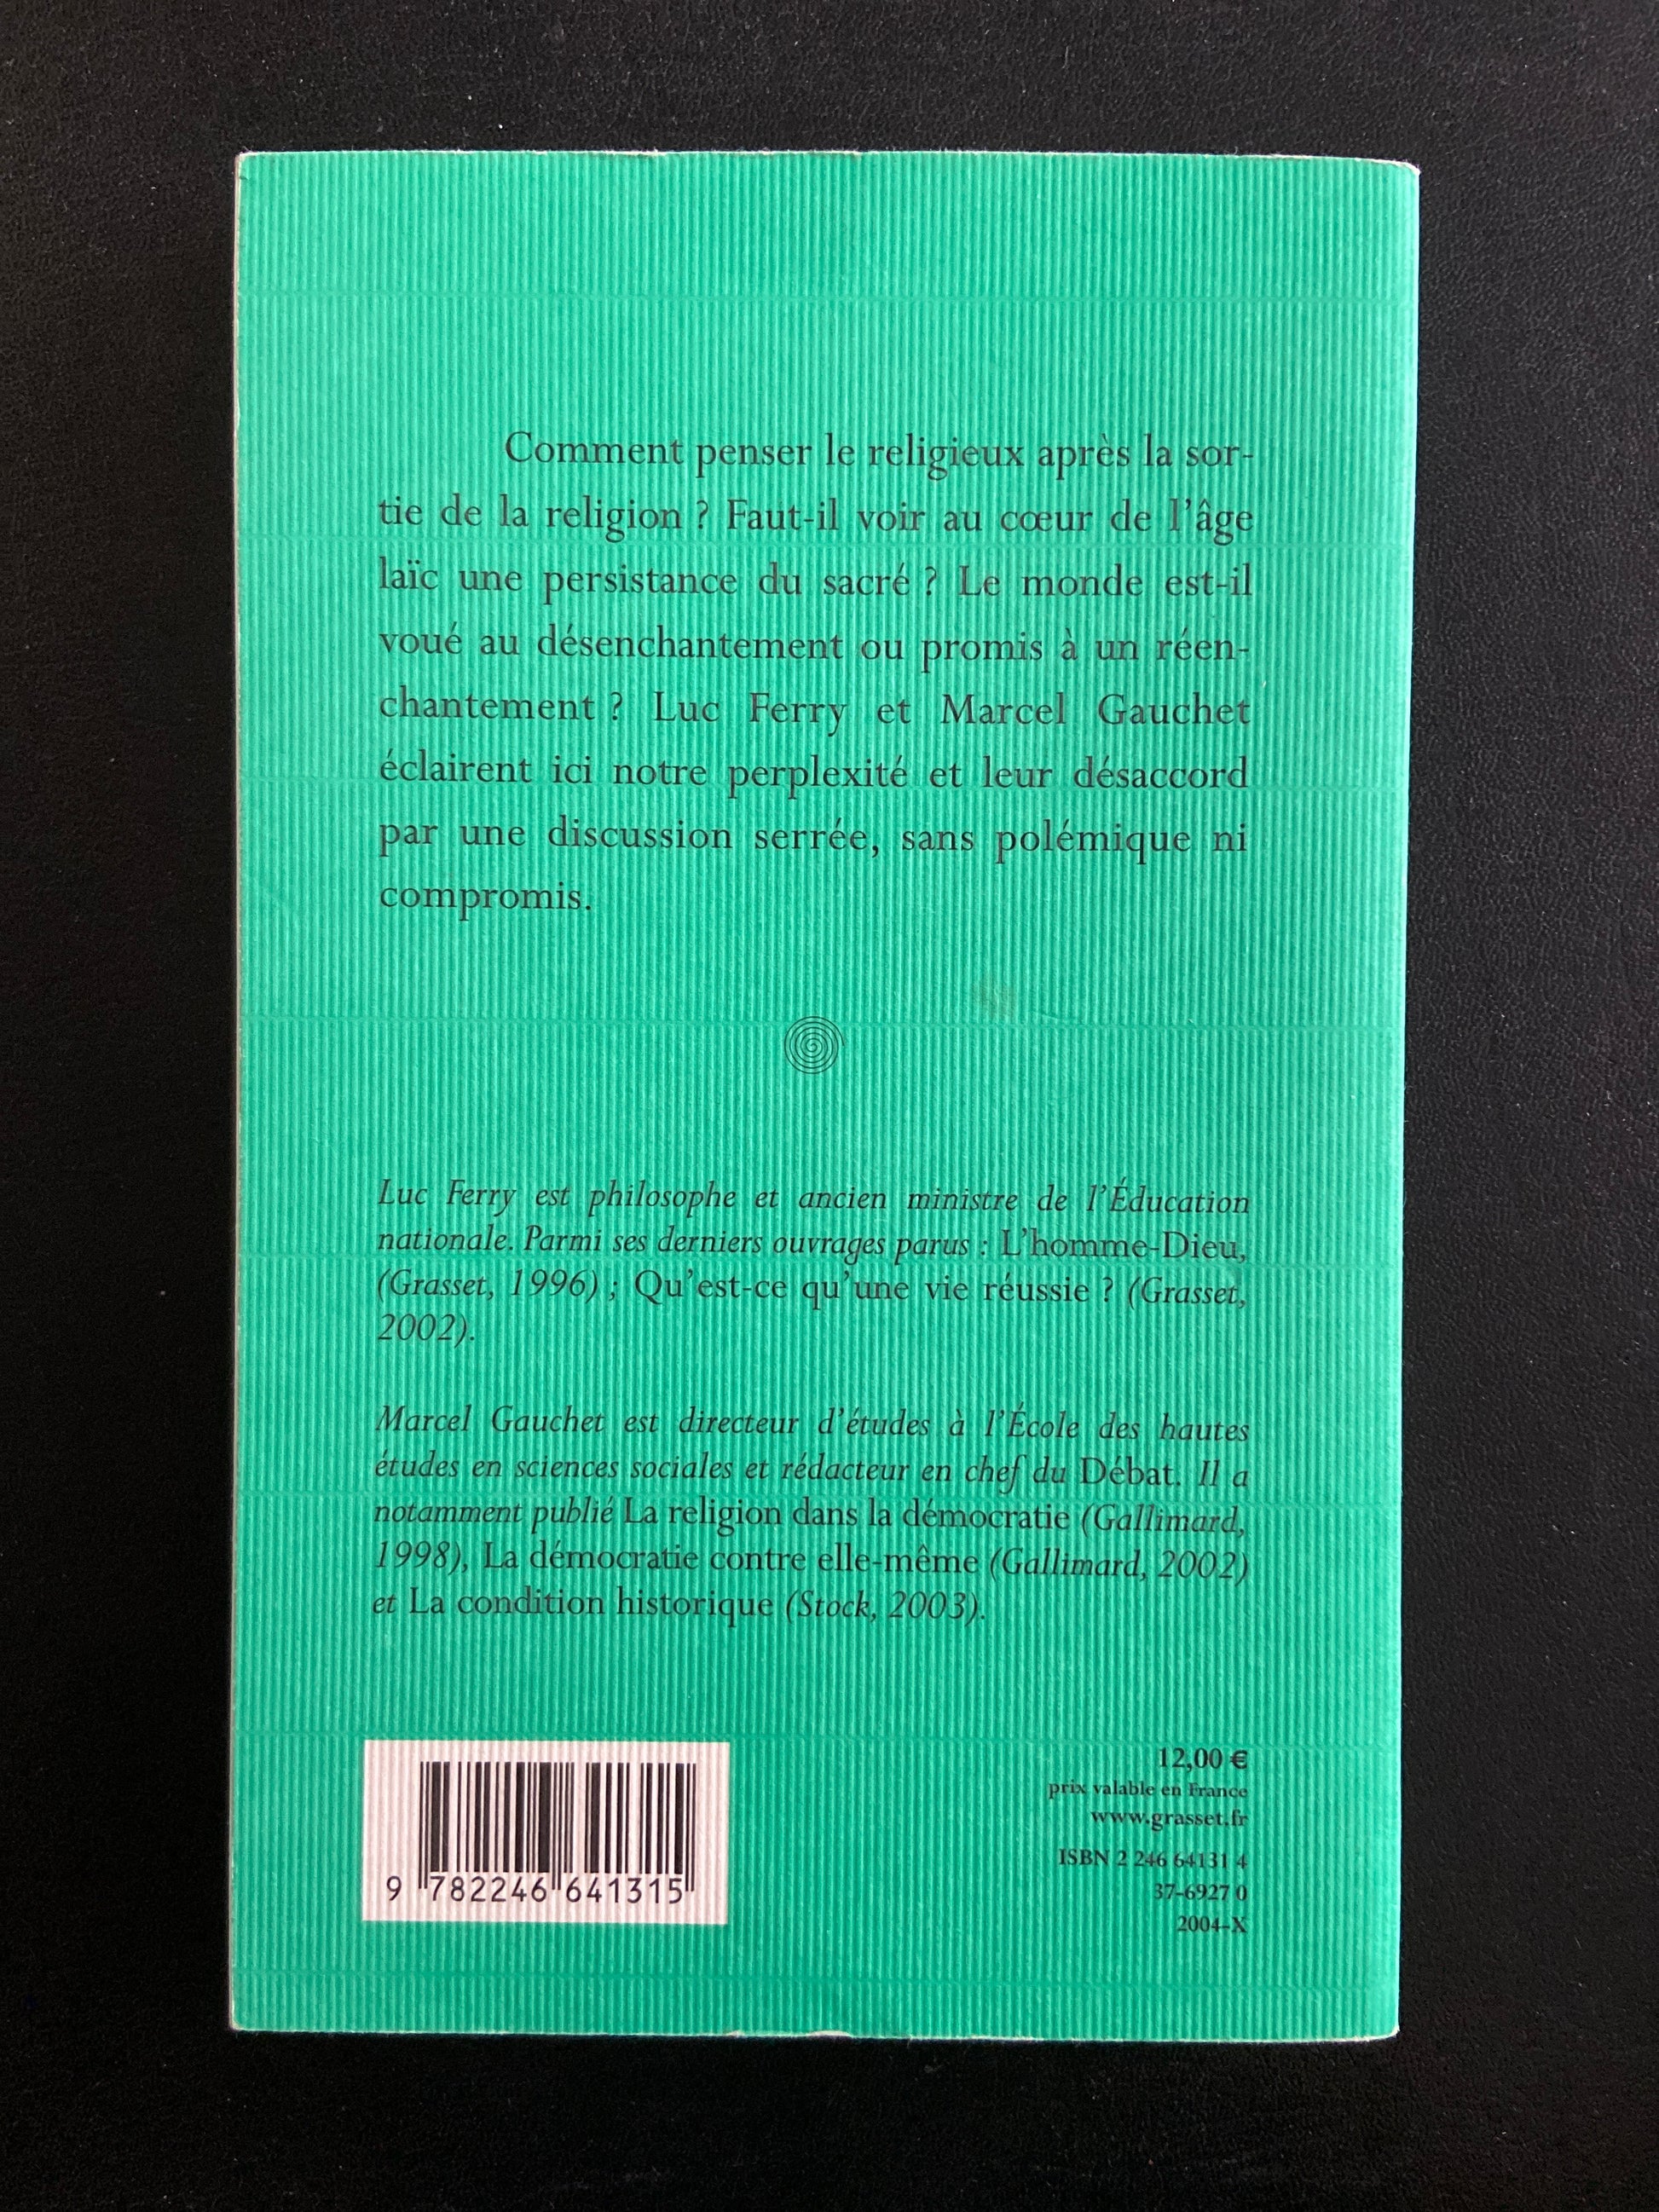 Comment penser le religieux après la sor-
tie de la religion ? Faut-il voir au cœur de l'âge
laïc une persistance du sacré ? Le monde est-il
voué au désenchantement ou promis à un réen-
chantement ? Luc Ferry et Marcel Gauchet
éclairent ici notre perplexité et leur désaccord
par une discussion serrée, sans polémique ni
compromis.
Luc Ferry est philosophe et ancien ministre de l'Éducation
nationale. Parmi ses derniers ouvrages parus : L'homme-Dieu,
(Grasset, 1996) ; Qu'est-ce qu'une vie réussie ? (Grasset,
2002).
Marcel Gauchet est directeur d'études à l'École des hautes
études en sciences sociales et rédacteur en chef du Débat. Il a
notamment publié La religion dans la démocratie (Gallimard,
1998), La démocratie contre elle-même (Gallimard, 2002)
et La condition historique (Stock, 2003).
9 782246 641315
12,00 €
prix valable en France
www.grasset.fr
ISBN 2 246 64131 4
37-6927 0
2004-X